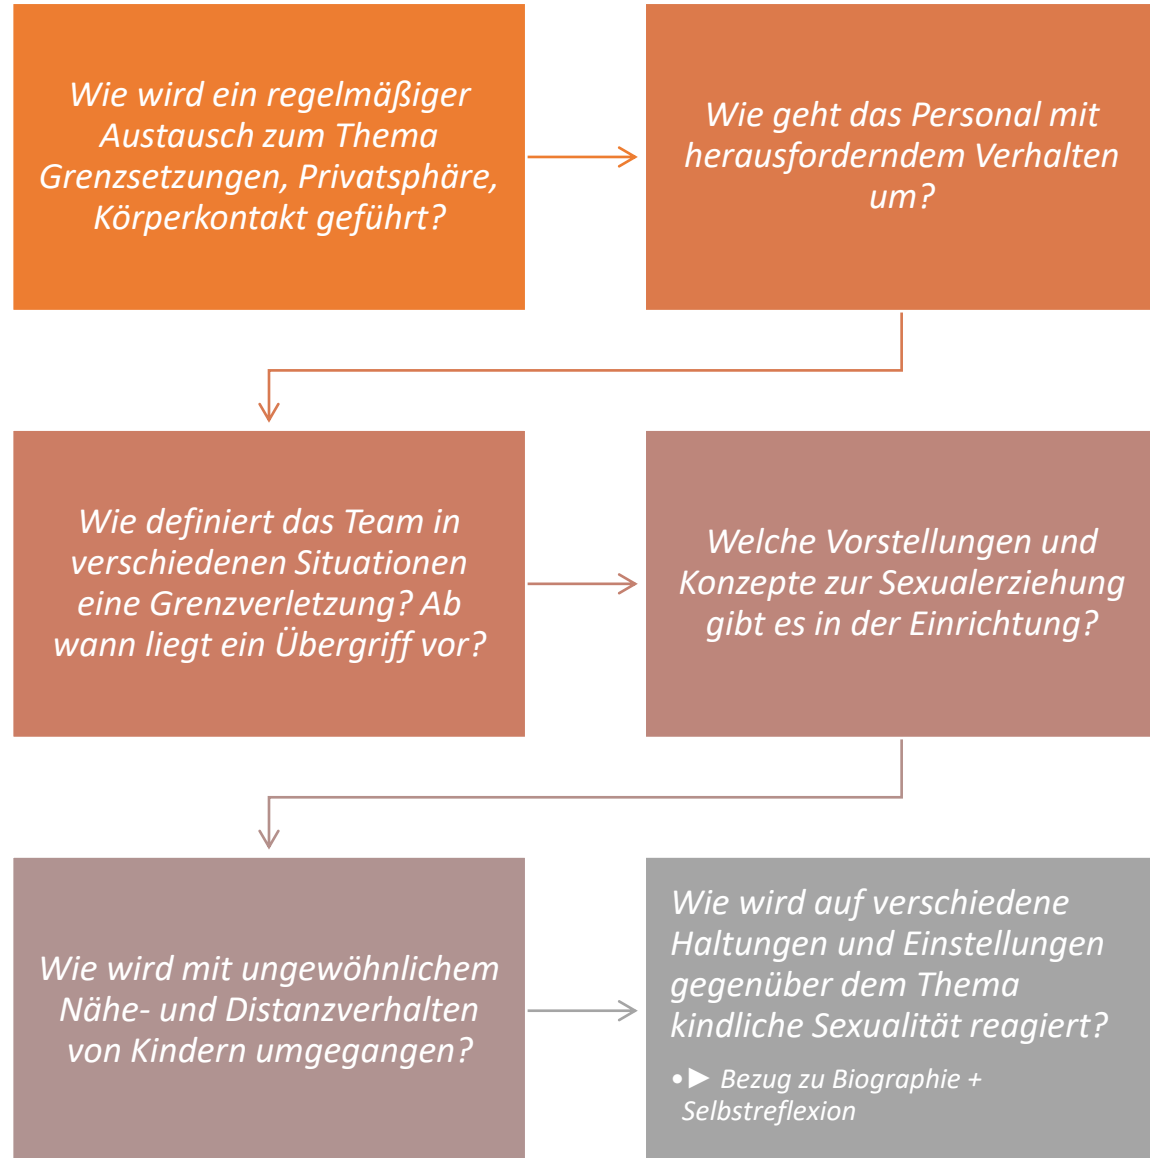 Wie wird ein regelmäßiger
Austausch zum Thema
Grenzsetzungen, Privatsphäre,
Körperkontakt geführt?
Wie geht das Personal mit
herausforderndem Verhalten
um?
Wie definiert das Team in
verschiedenen Situationen
eine Grenzverletzung? Ab
wann liegt ein Übergriff vor?
Welche Vorstellungen und
Konzepte zur Sexualerziehung
gibt es in der Einrichtung?
Wie wird mit ungewöhnlichem
Nähe- und Distanzverhalten
von Kindern umgegangen?
Wie wird auf verschiedene
Haltungen und Einstellungen
gegenüber dem Thema
kindliche Sexualität reagiert?
•► Bezug zu Biographie +
Selbstreflexion